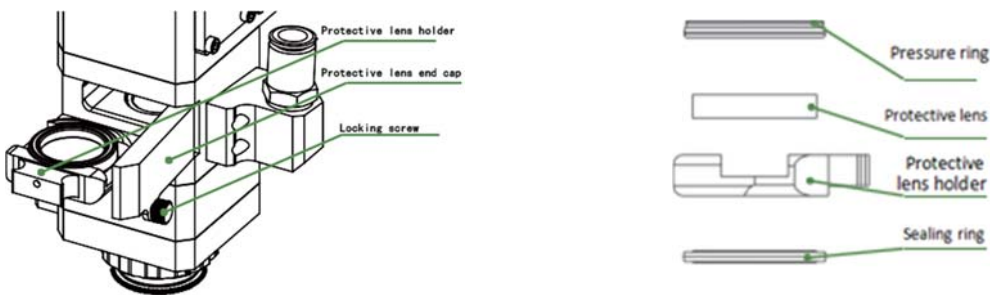 Protective lens holder
Protective lens end cap
Locking screw
Pressure ring
Protective lens
Protective
lens holder
Sealing ring